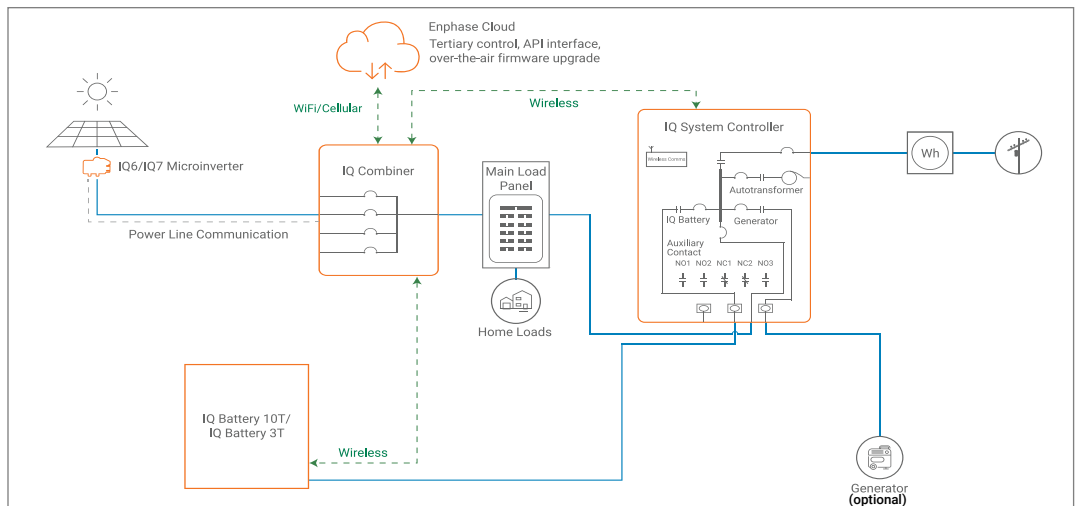 Enphase Cloud
Tertiary control, API interface,
over-the-air firmware upgrade
WiFi/Cellular
Wireless
IQ System Controller
IQ6/IQ7 Microinverter
IQ Combiner
Main Load
Panel
Wireless Comms
Wh
Autotransformer
IQ Battery
Generator
Power Line Communication
Auxiliary
Contact
NO1 NO2 NC1 NC2 NO3
Home Loads
IQ Battery 10T/
IQ Battery 3T
Wireless
Generator
(optional)